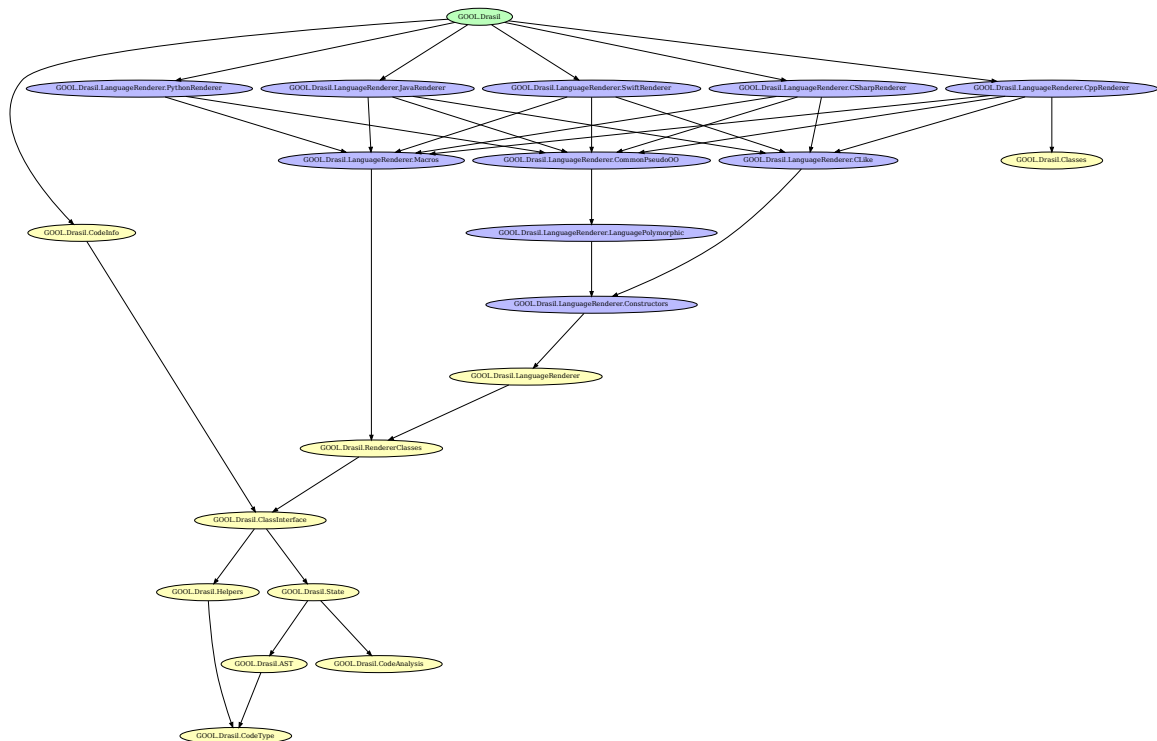 GOOL.Drasil
GOOL.Drasil.LanguageRenderer.PythonRenderer
GOOL.Drasil.LanguageRenderer.JavaRenderer
GOOL.Drasil.LanguageRenderer.SwiftRenderer
GOOL.Drasil.LanguageRenderer.CSharpRenderer
GOOL.Drasil.LanguageRenderer.CppRenderer
GOOL.Drasil.LanguageRenderer.Macros
GOOL.Drasil.LanguageRenderer.CommonPseudoOO
GOOL.Drasil.LanguageRenderer.CLike
GOOL.Drasil.Classes
GOOL.Drasil.CodeInfo
GOOL.Drasil.LanguageRenderer.LanguagePolymorphic
GOOL.Drasil.LanguageRenderer.Constructors
GOOL.Drasil.LanguageRenderer
GOOL.Drasil.RendererClasses
GOOL.Drasil.ClassInterface
GOOL.Drasil.Helpers
GOOL.Drasil.State
GOOL.Drasil.AST
GOOL.Drasil.CodeAnalysis
GOOL.Drasil.CodeType